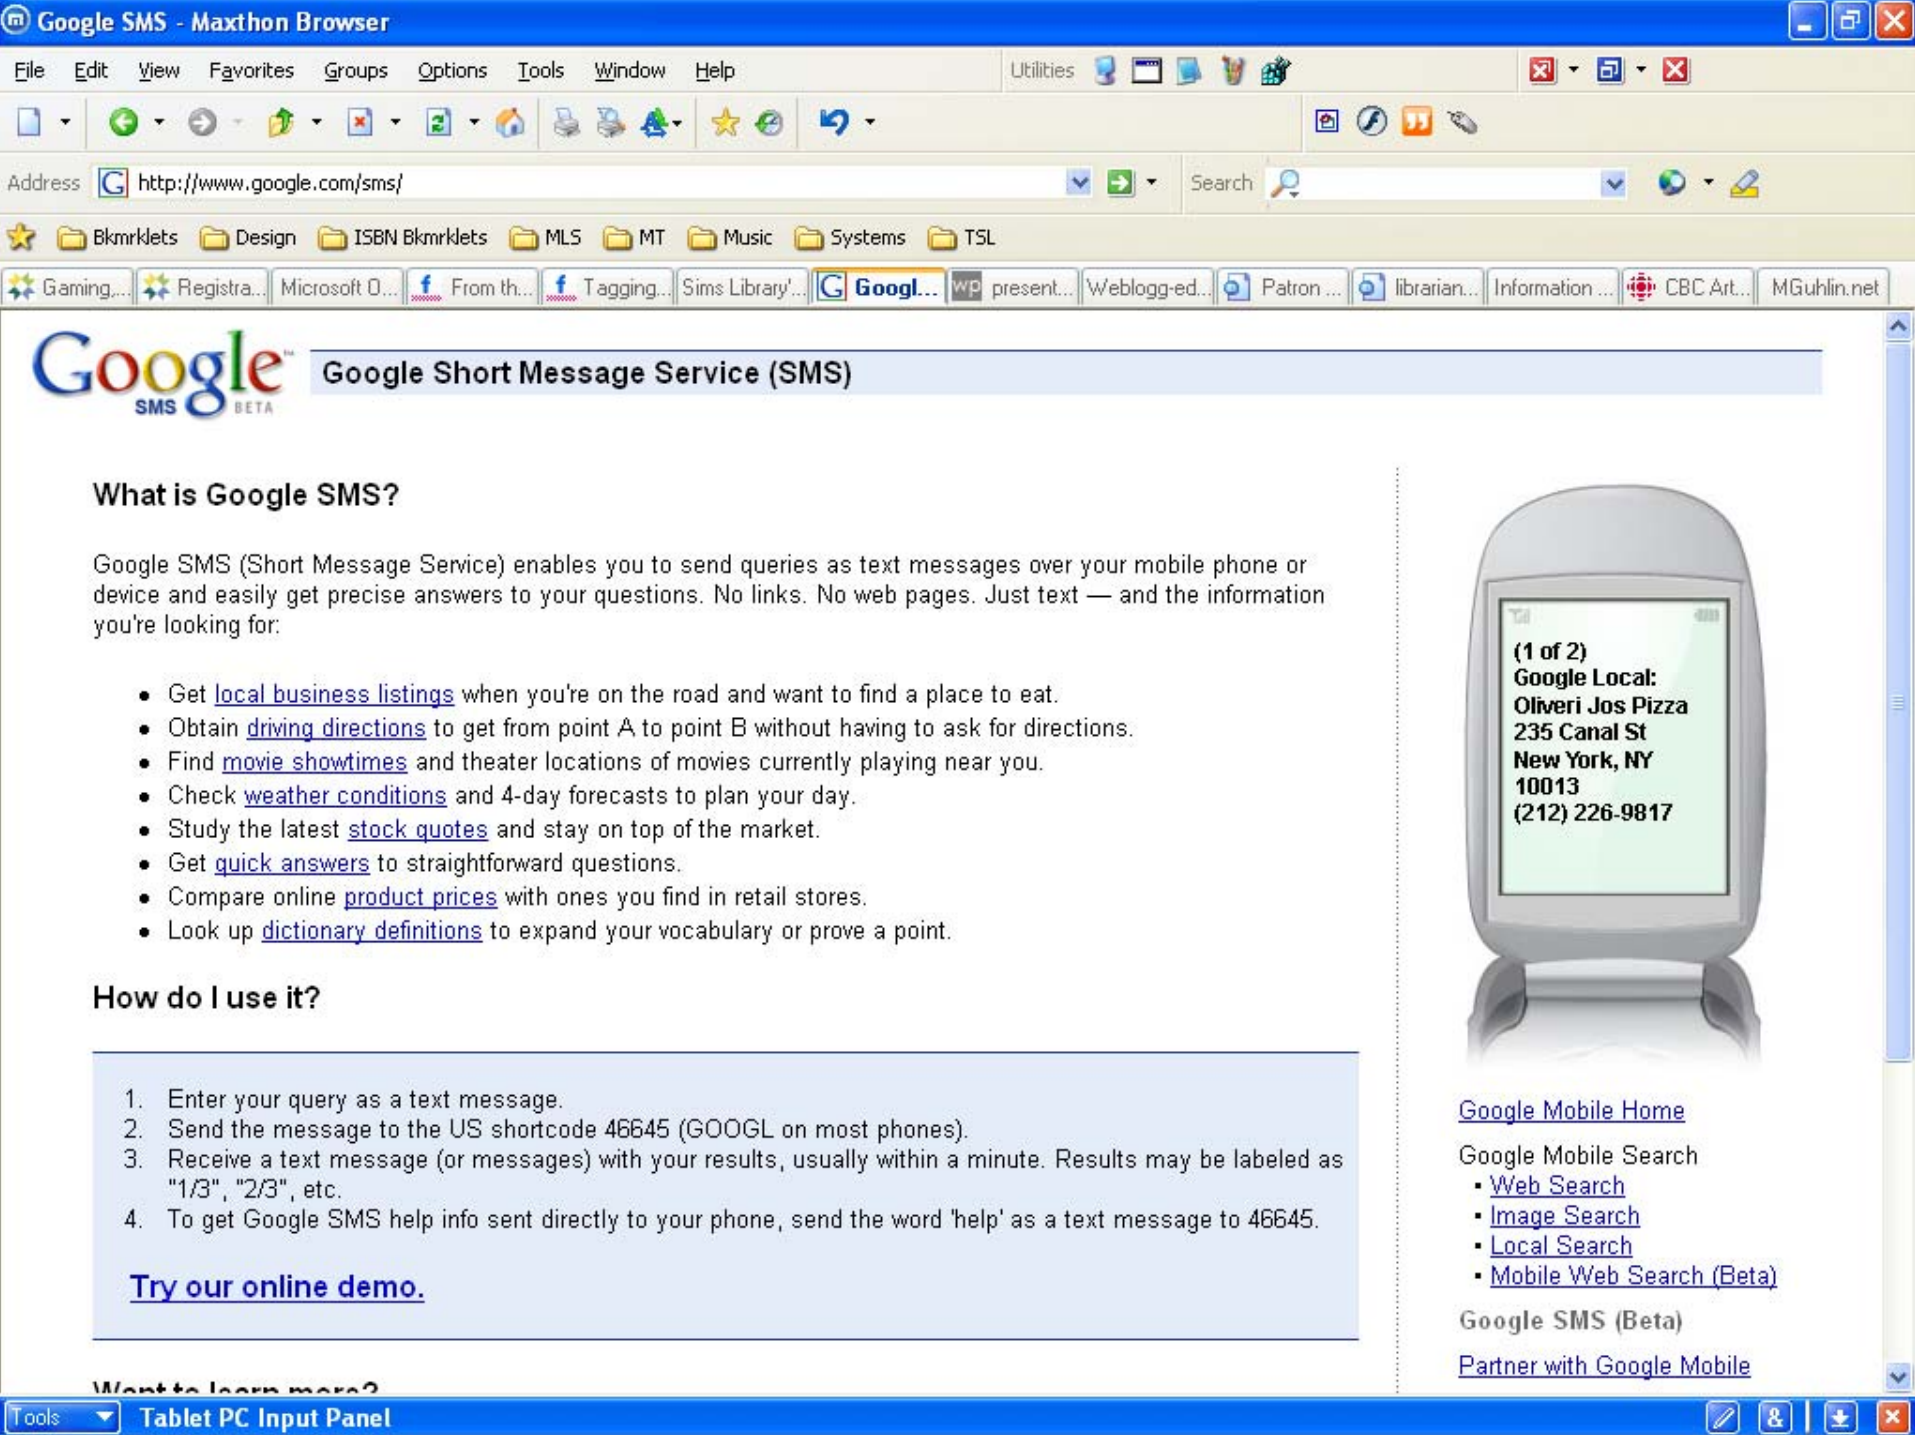 Google SMS - Maxthon Browser
File Edit View Favorites Groups Options Tools Window Help Utilities
Address http://www.google.com/sms/ Search
Bkmrklets Design ISBN Bkmrklets MLS MT Music Systems TSL
Gaming,... Registra... Microsoft O... From th... Tagging... Sims Library'... Googl... wp present... Weblogg-ed... Patron ... librarian... Information ... CBC Art... MGuhlin.net
Google™ SMS BETA
Google Short Message Service (SMS)
What is Google SMS?
Google SMS (Short Message Service) enables you to send queries as text messages over your mobile phone or
device and easily get precise answers to your questions. No links. No web pages. Just text — and the information
you're looking for:
Get local business listings when you're on the road and want to find a place to eat.
Obtain driving directions to get from point A to point B without having to ask for directions.
Find movie showtimes and theater locations of movies currently playing near you.
Check weather conditions and 4-day forecasts to plan your day.
Study the latest stock quotes and stay on top of the market.
Get quick answers to straightforward questions.
Compare online product prices with ones you find in retail stores.
Look up dictionary definitions to expand your vocabulary or prove a point.
How do I use it?
1. Enter your query as a text message.
2. Send the message to the US shortcode 46645 (GOOGL on most phones).
3. Receive a text message (or messages) with your results, usually within a minute. Results may be labeled as
"1/3", "2/3", etc.
4. To get Google SMS help info sent directly to your phone, send the word 'help' as a text message to 46645.
Try our online demo.
Want to learn more?
(1 of 2)
Google Local:
Oliveri Jos Pizza
235 Canal St
New York, NY
10013
(212) 226-9817
Google Mobile Home
Google Mobile Search
Web Search
Image Search
Local Search
Mobile Web Search (Beta)
Google SMS (Beta)
Partner with Google Mobile
Tools Tablet PC Input Panel